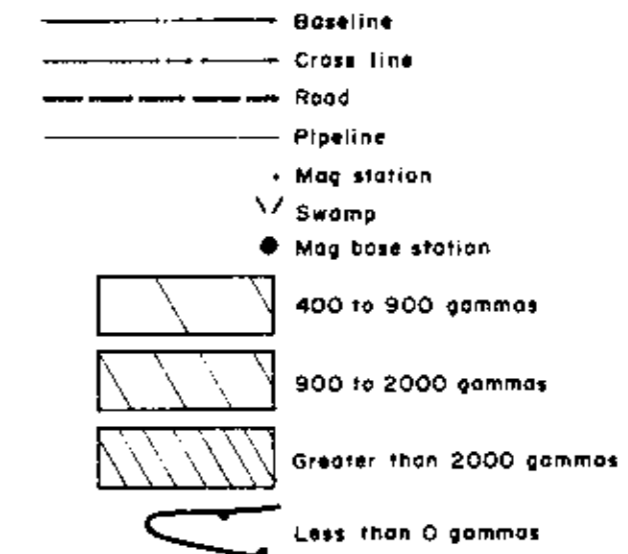 Baseline
Cross line
Road
Pipeline
Mag station
Swamp
Mag base station
400 to 900 gammas
900 to 2000 gammas
Greater than 2000 gammas
Less than 0 gammas